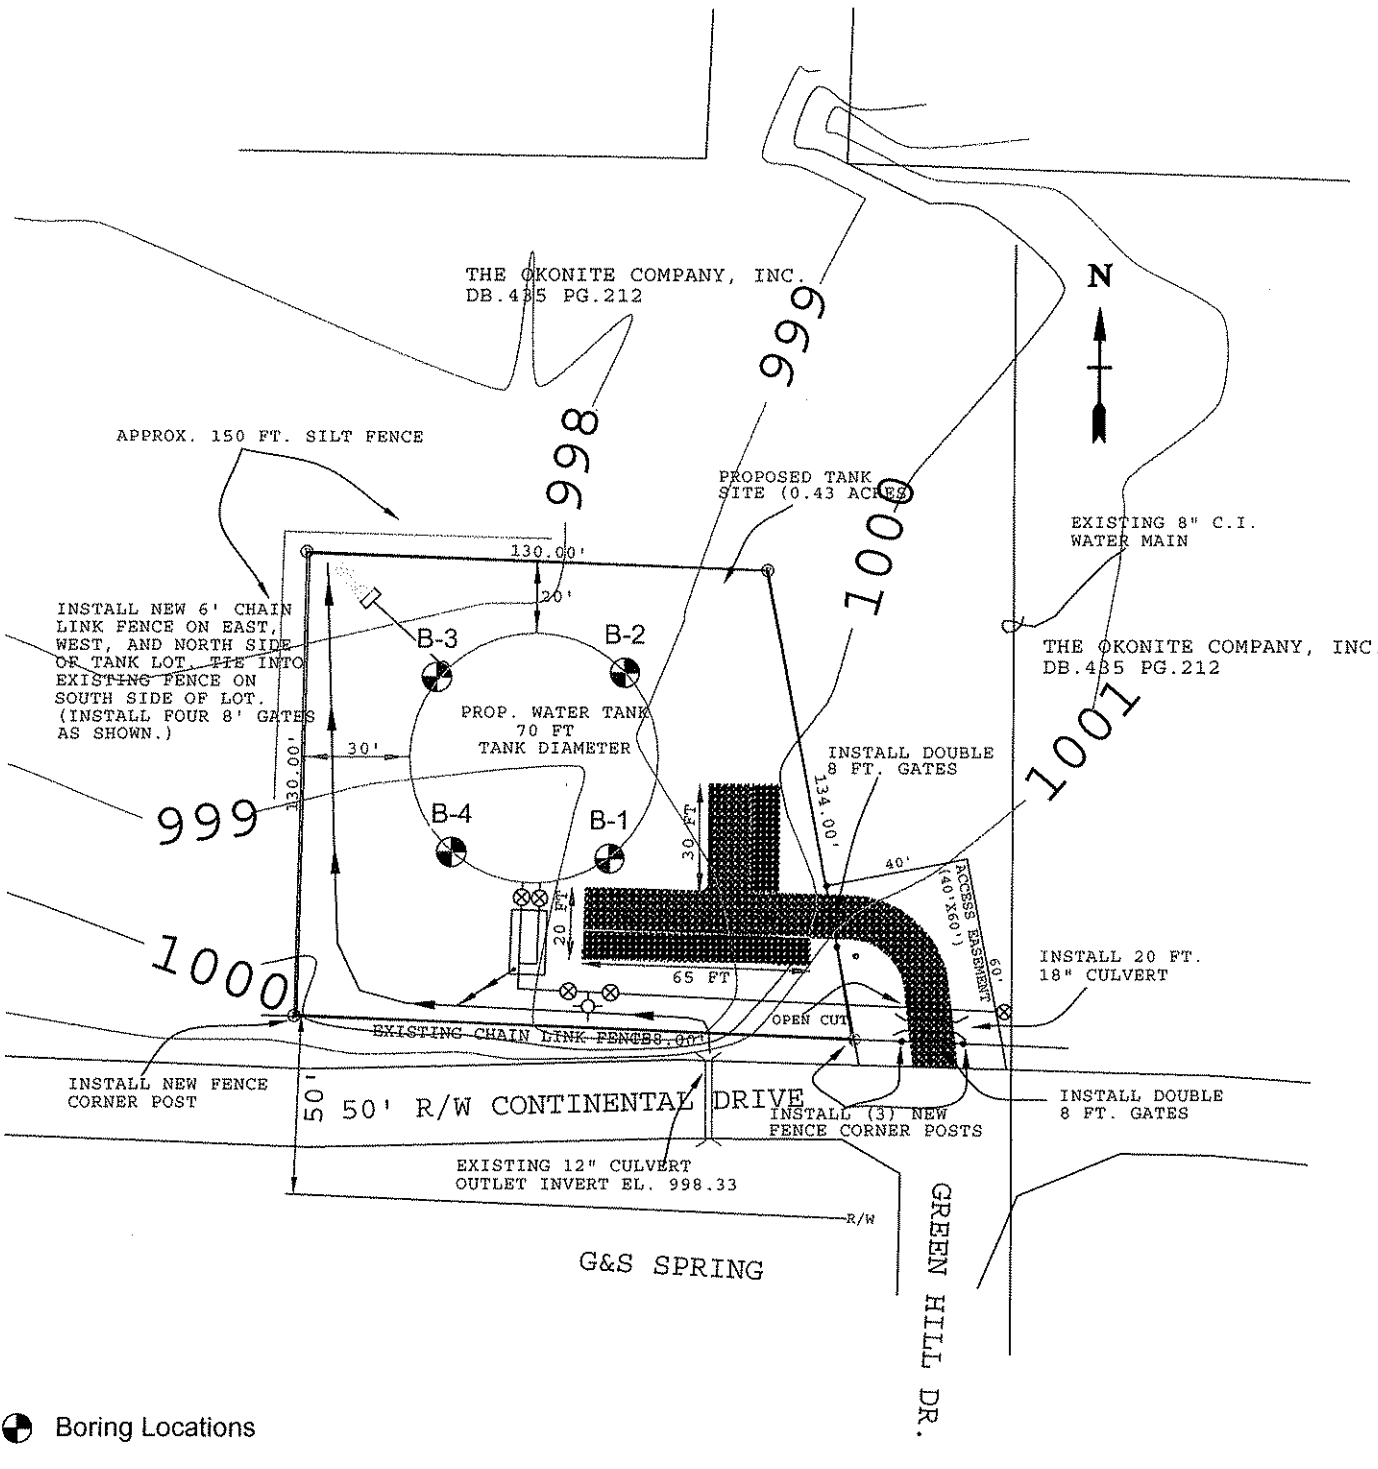 THE OKONITE COMPANY, INC.
DB.435 PG.212
N
999
998
APPROX. 150 FT. SILT FENCE
PROPOSED TANK
SITE (0.43 ACRES
1000
EXISTING 8" C.I.
WATER MAIN
130.00'
20'
INSTALL NEW 6' CHAIN
LINK FENCE ON EAST,
WEST, AND NORTH SIDE
OF TANK LOT. TIE INTO
EXISTING FENCE ON
SOUTH SIDE OF LOT.
(INSTALL FOUR 8' GATES
AS SHOWN.)
B-3
B-2
THE OKONITE COMPANY, INC
DB.435 PG.212
PROP. WATER TANK
70 FT
TANK DIAMETER
30'
130.00'
1001
INSTALL DOUBLE
8 FT. GATES
134.00'
999
B-4
B-1
30 FT
40'
ACCESS EASEMENT
(40'X60')
60'
20 FT
65 FT
1000
INSTALL 20 FT.
18" CULVERT
OPEN CUT
EXISTING CHAIN LINK FENCE
8.00'
INSTALL NEW FENCE
CORNER POST
50'
50' R/W CONTINENTAL DRIVE
INSTALL (3) NEW
FENCE CORNER POSTS
INSTALL DOUBLE
8 FT. GATES
EXISTING 12" CULVERT
OUTLET INVERT EL. 998.33
R/W
G&S SPRING
GREEN HILL DR.
Boring Locations